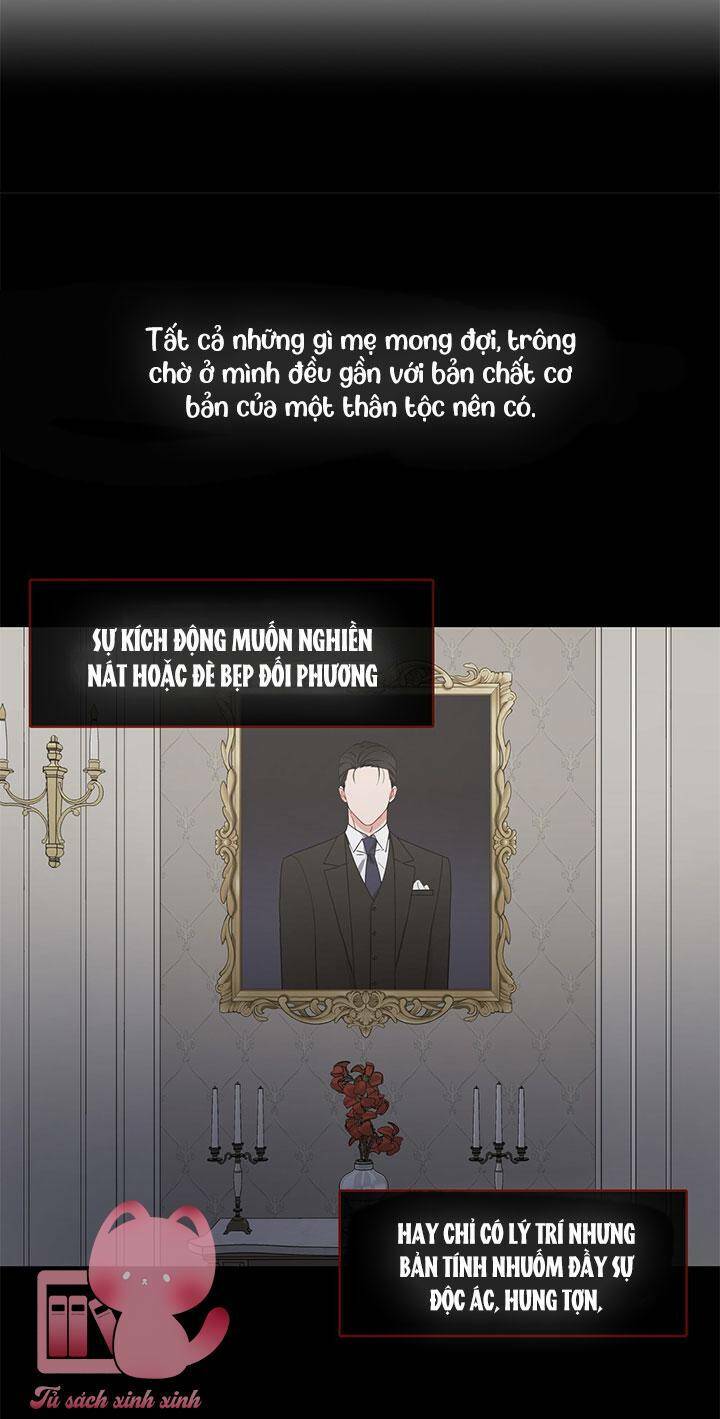 Tất cả những gì mẹ mong đợi, trông
chờ ở mình đều gần với bản chất cơ
bản của một thân tộc nên có.
SỰ KÍCH ĐỘNG MUỐN NGHIỀN
NÁT HOẶC ĐÈ BẸP ĐỐI PHƯƠNG
HAY CHỈ CÓ LÝ TRÍ NHƯNG
BẢN TÍNH NHUỐM ĐẦY SỰ
ĐỘC ÁC, HUNG TỢN,
Tủ sách xinh xinh